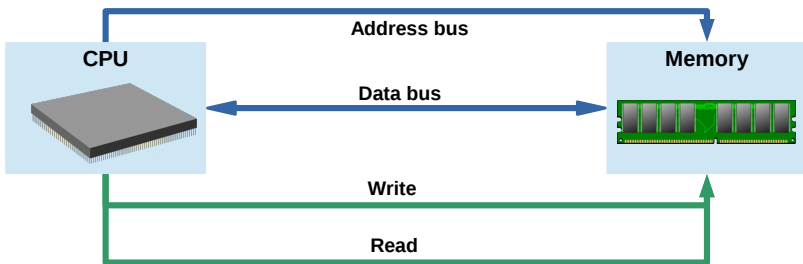 Address bus
CPU
Memory
Data bus
Write
Read